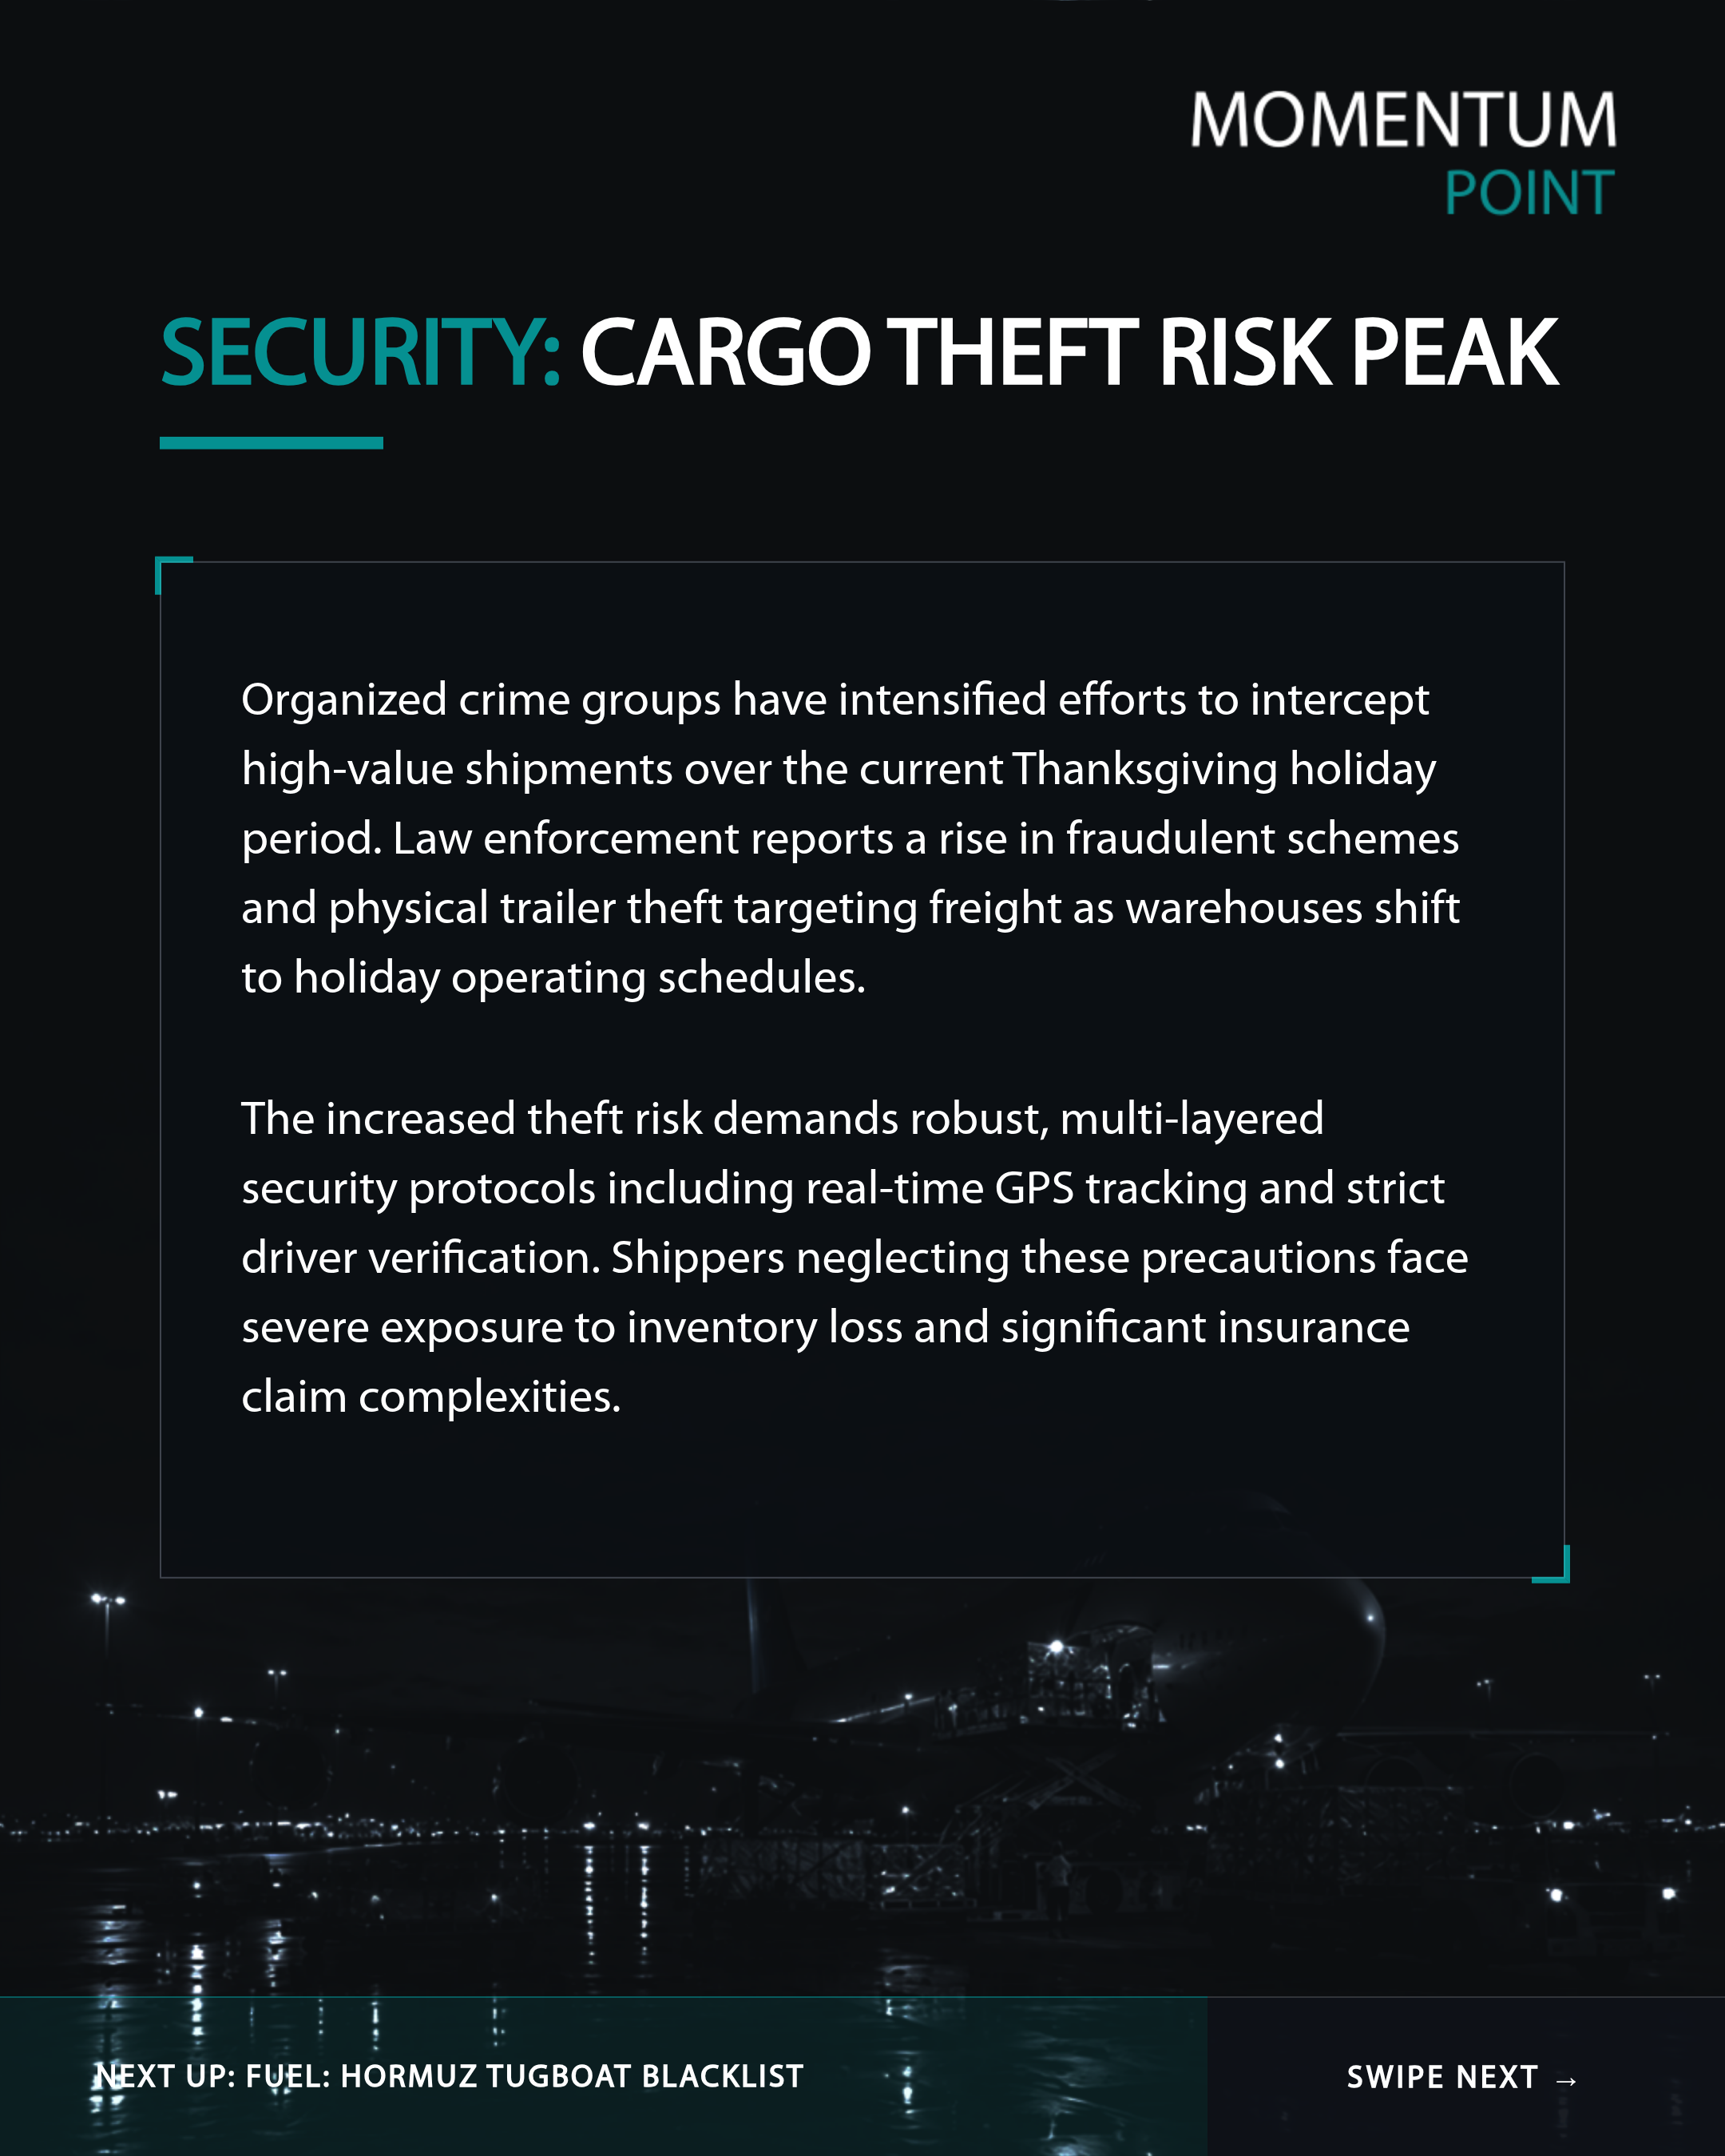 MOMENTUM
POINT
SECURITY: CARGO THEFT RISK PEAK
Organized crime groups have intensified efforts to intercept
high-value shipments over the current Thanksgiving holiday
period. Law enforcement reports a rise in fraudulent schemes
and physical trailer theft targeting freight as warehouses shift
to holiday operating schedules.
The increased theft risk demands robust, multi-layered
security protocols including real-time GPS tracking and strict
driver verification. Shippers neglecting these precautions face
severe exposure to inventory loss and significant insurance
claim complexities.
NEXT UP: FUEL: HORMUZ TUGBOAT BLACKLIST
SWIPE NEXT →